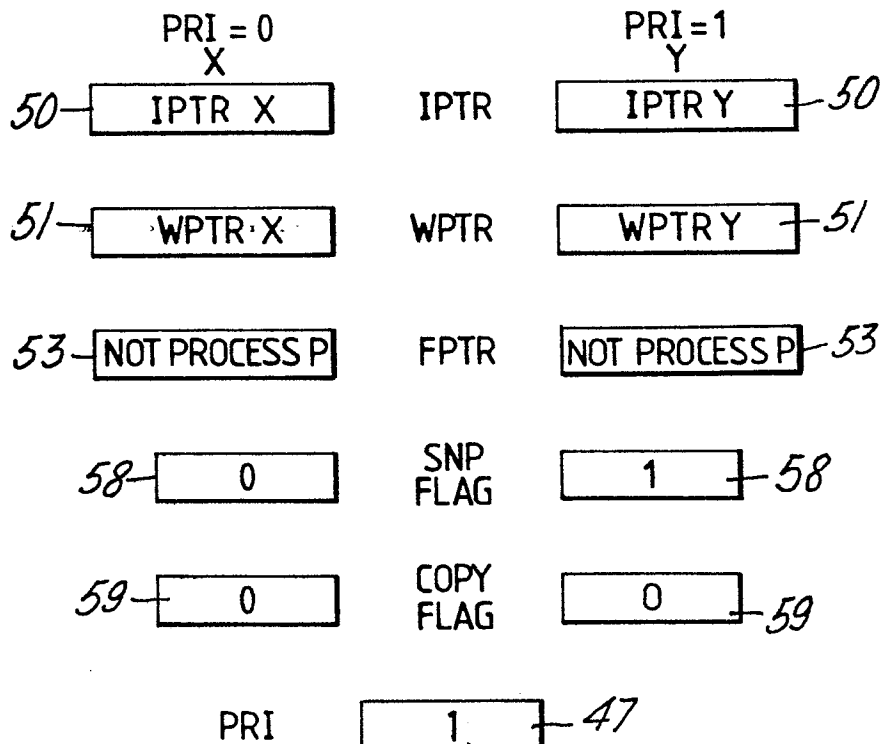 PRI = 0 PRI = 1
X Y
50 IPTR X IPTR IPTR Y 50
51 WPTR X WPTR WPTR Y 51
53 NOT PROCESS P FPTR NOT PROCESS P 53
58 0 SNP FLAG 1 58
59 0 COPY FLAG 0 59
PRI 1 47